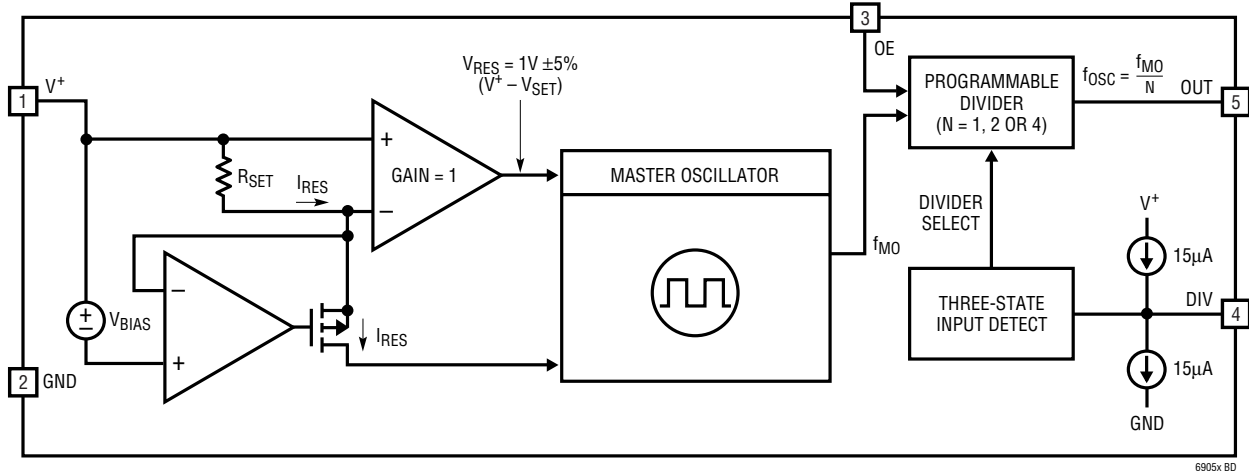 3
OE
1
V⁺
V_RES = 1V ±5%
(V⁺ – V_SET)
PROGRAMMABLE
DIVIDER
(N = 1, 2 OR 4)
f_OSC = f_MO/N
OUT
5
+
GAIN = 1
–
R_SET
I_RES
MASTER OSCILLATOR
f_MO
DIVIDER
SELECT
V⁺
15µA
–
+
V_BIAS
+
–
I_RES
THREE-STATE
INPUT DETECT
DIV
4
2
GND
15µA
GND
6905x BD